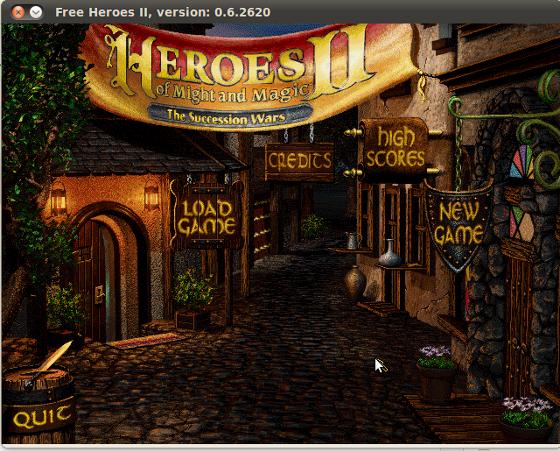 Free Heroes II, version: 0.6.2620
HEROES II
of Might and Magic
The Succession Wars
CREDITS
HIGH
SCORES
LOAD
GAME
NEW
GAME
QUIT